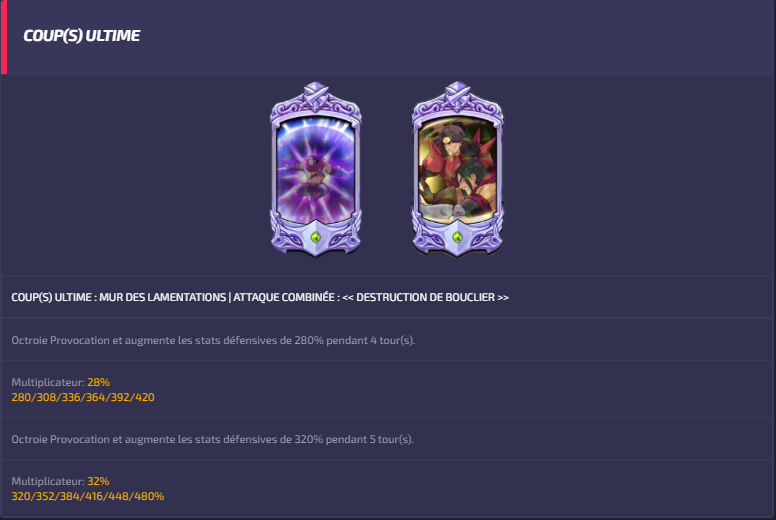 COUP(S) ULTIME
COUP(S) ULTIME : MUR DES LAMENTATIONS | ATTAQUE COMBINÉE : << DESTRUCTION DE BOUCLIER >>
Octroie Provocation et augmente les stats défensives de 280% pendant 4 tour(s).
Multiplicateur: 28%
280/308/336/364/392/420
Octroie Provocation et augmente les stats défensives de 320% pendant 5 tour(s).
Multiplicateur: 32%
320/352/384/416/448/480%